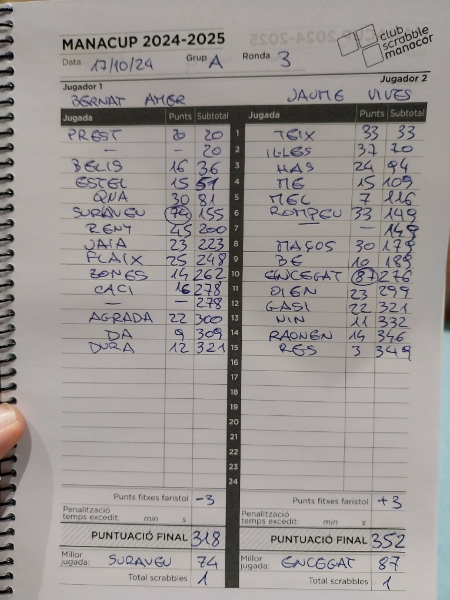 MANACUP 2024-2025
club scrabble manacor
Data 17/10/24 Grup A Ronda 3
Jugador 1 Jugador 2
BERNAT AMER JAUME VIVES
Jugada Punts Subtotal Jugada Punts Subtotal
PREST 20 20 1 TEIX 33 33
— — 20 2 ILLES 37 70
BELIS 16 36 3 HAS 24 94
ESTEL 15 51 4 ME 15 109
QNA 30 81 5 MEL 7 116
SURAVEU 74 155 6 ROMPEU 33 149
RENY 45 200 7 — — 149
UAIA 23 223 8 MAÇOS 30 179
FLAIX 25 248 9 BE 10 189
ZONES 14 262 10 ENCEGAT 87 276
CACI 16 278 11 OIEN 23 299
— — 278 12 GASI 22 321
AGRADA 22 300 13 NIN 11 332
DA 9 309 14 RAONEN 14 346
DURA 12 321 15 RES 3 349
16
17
18
19
20
21
22
23
24
Punts fitxes faristol -3 Punts fitxes faristol +3
Penalització temps excedit: min s Penalització temps excedit: min s
PUNTUACIÓ FINAL 318 PUNTUACIÓ FINAL 352
Millor jugada: SURAVEU 74 Millor jugada: ENCEGAT 87
Total scrabbles 1 Total scrabbles 1